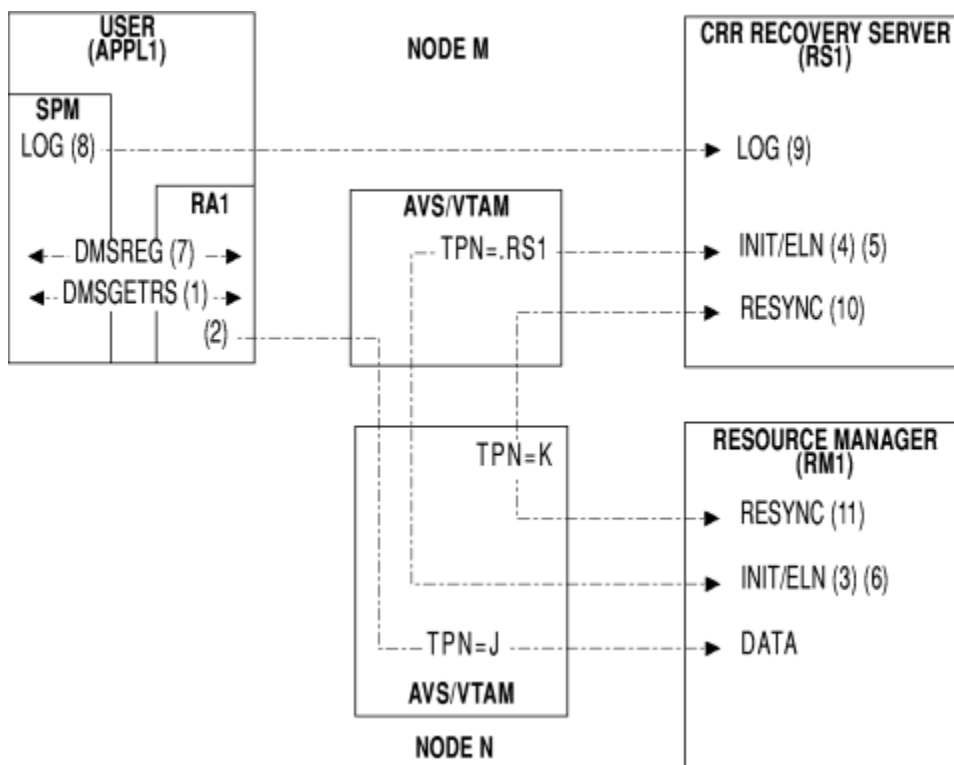 USER
(APPL1)
NODE M
CRR RECOVERY SERVER
(RS1)
SPM
LOG (8)
LOG (9)
RA1
AVS/VTAM
DMSREG (7)
TPN=.RS1
INIT/ELN (4) (5)
DMSGETRS (1)
RESYNC (10)
(2)
TPN=K
RESOURCE MANAGER
(RM1)
RESYNC (11)
INIT/ELN (3) (6)
TPN=J
DATA
AVS/VTAM
NODE N